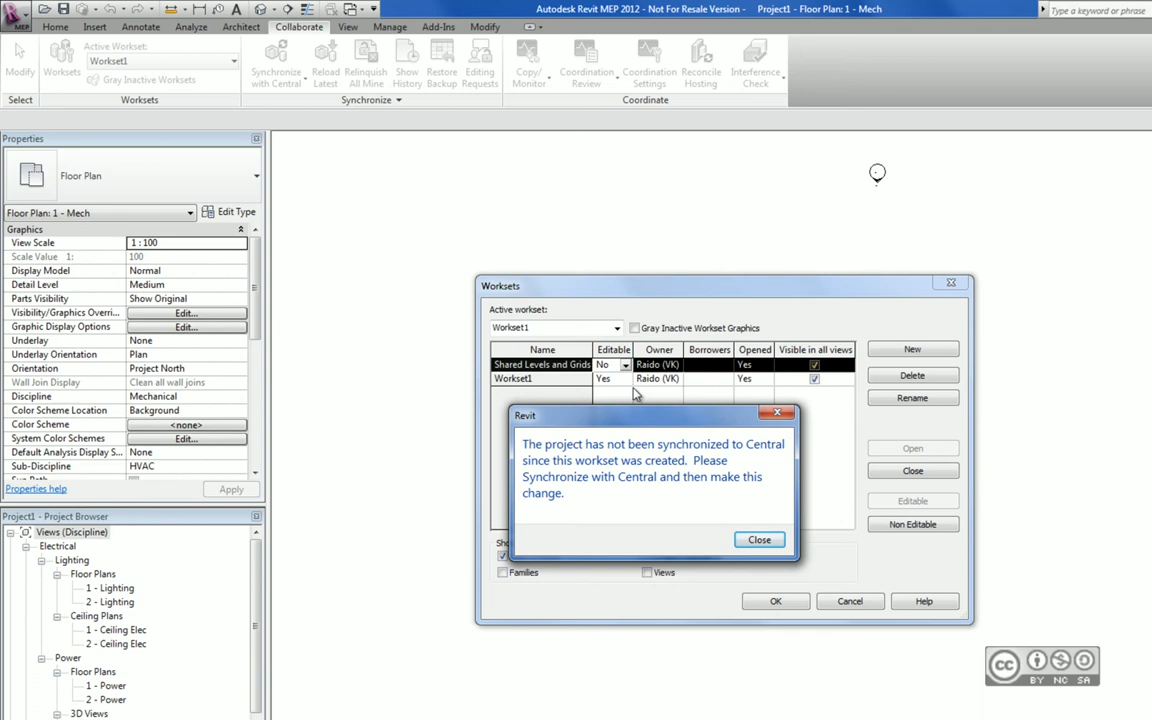 Autodesk Revit MEP 2012 - Not For Resale Version -    Project1 - Floor Plan: 1 - Mech
Type a keyword or phrase
MEP
Home Insert Annotate Analyze Architect Collaborate View Manage Add-Ins Modify
Active Workset:
Workset1
Gray Inactive Worksets
Modify Worksets Synchronize with Central Reload Latest Relinquish All Mine Show History Restore Backup Editing Requests Copy/ Monitor Coordination Review Coordination Settings Reconcile Hosting Interference Check
Select Worksets Synchronize Coordinate
Properties
Floor Plan
Floor Plan: 1 - Mech Edit Type
Graphics
View Scale 1 : 100
Scale Value 1: 100
Display Model Normal
Detail Level Medium
Parts Visibility Show Original
Visibility/Graphics Overri... Edit...
Graphic Display Options Edit...
Underlay None
Underlay Orientation Plan
Orientation Project North
Wall Join Display Clean all wall joins
Discipline Mechanical
Color Scheme Location Background
Color Scheme <none>
System Color Schemes Edit...
Default Analysis Display S... None
Sub-Discipline HVAC
Properties help Apply
Project1 - Project Browser
Views (Discipline)
Electrical
Lighting
Floor Plans
1 - Lighting
2 - Lighting
Ceiling Plans
1 - Ceiling Elec
2 - Ceiling Elec
Power
Floor Plans
1 - Power
2 - Power
3D Views
Worksets
Active workset:
Workset1 Gray Inactive Workset Graphics
Name Editable Owner Borrowers Opened Visible in all views
Shared Levels and Grids No Raido (VK) Yes
Workset1 Yes Raido (VK) Yes
New
Delete
Rename
Open
Close
Editable
Non Editable
Revit
The project has not been synchronized to Central
since this workset was created.  Please
Synchronize with Central and then make this
change.
Close
Families Views
OK Cancel Help
cc
BY NC SA